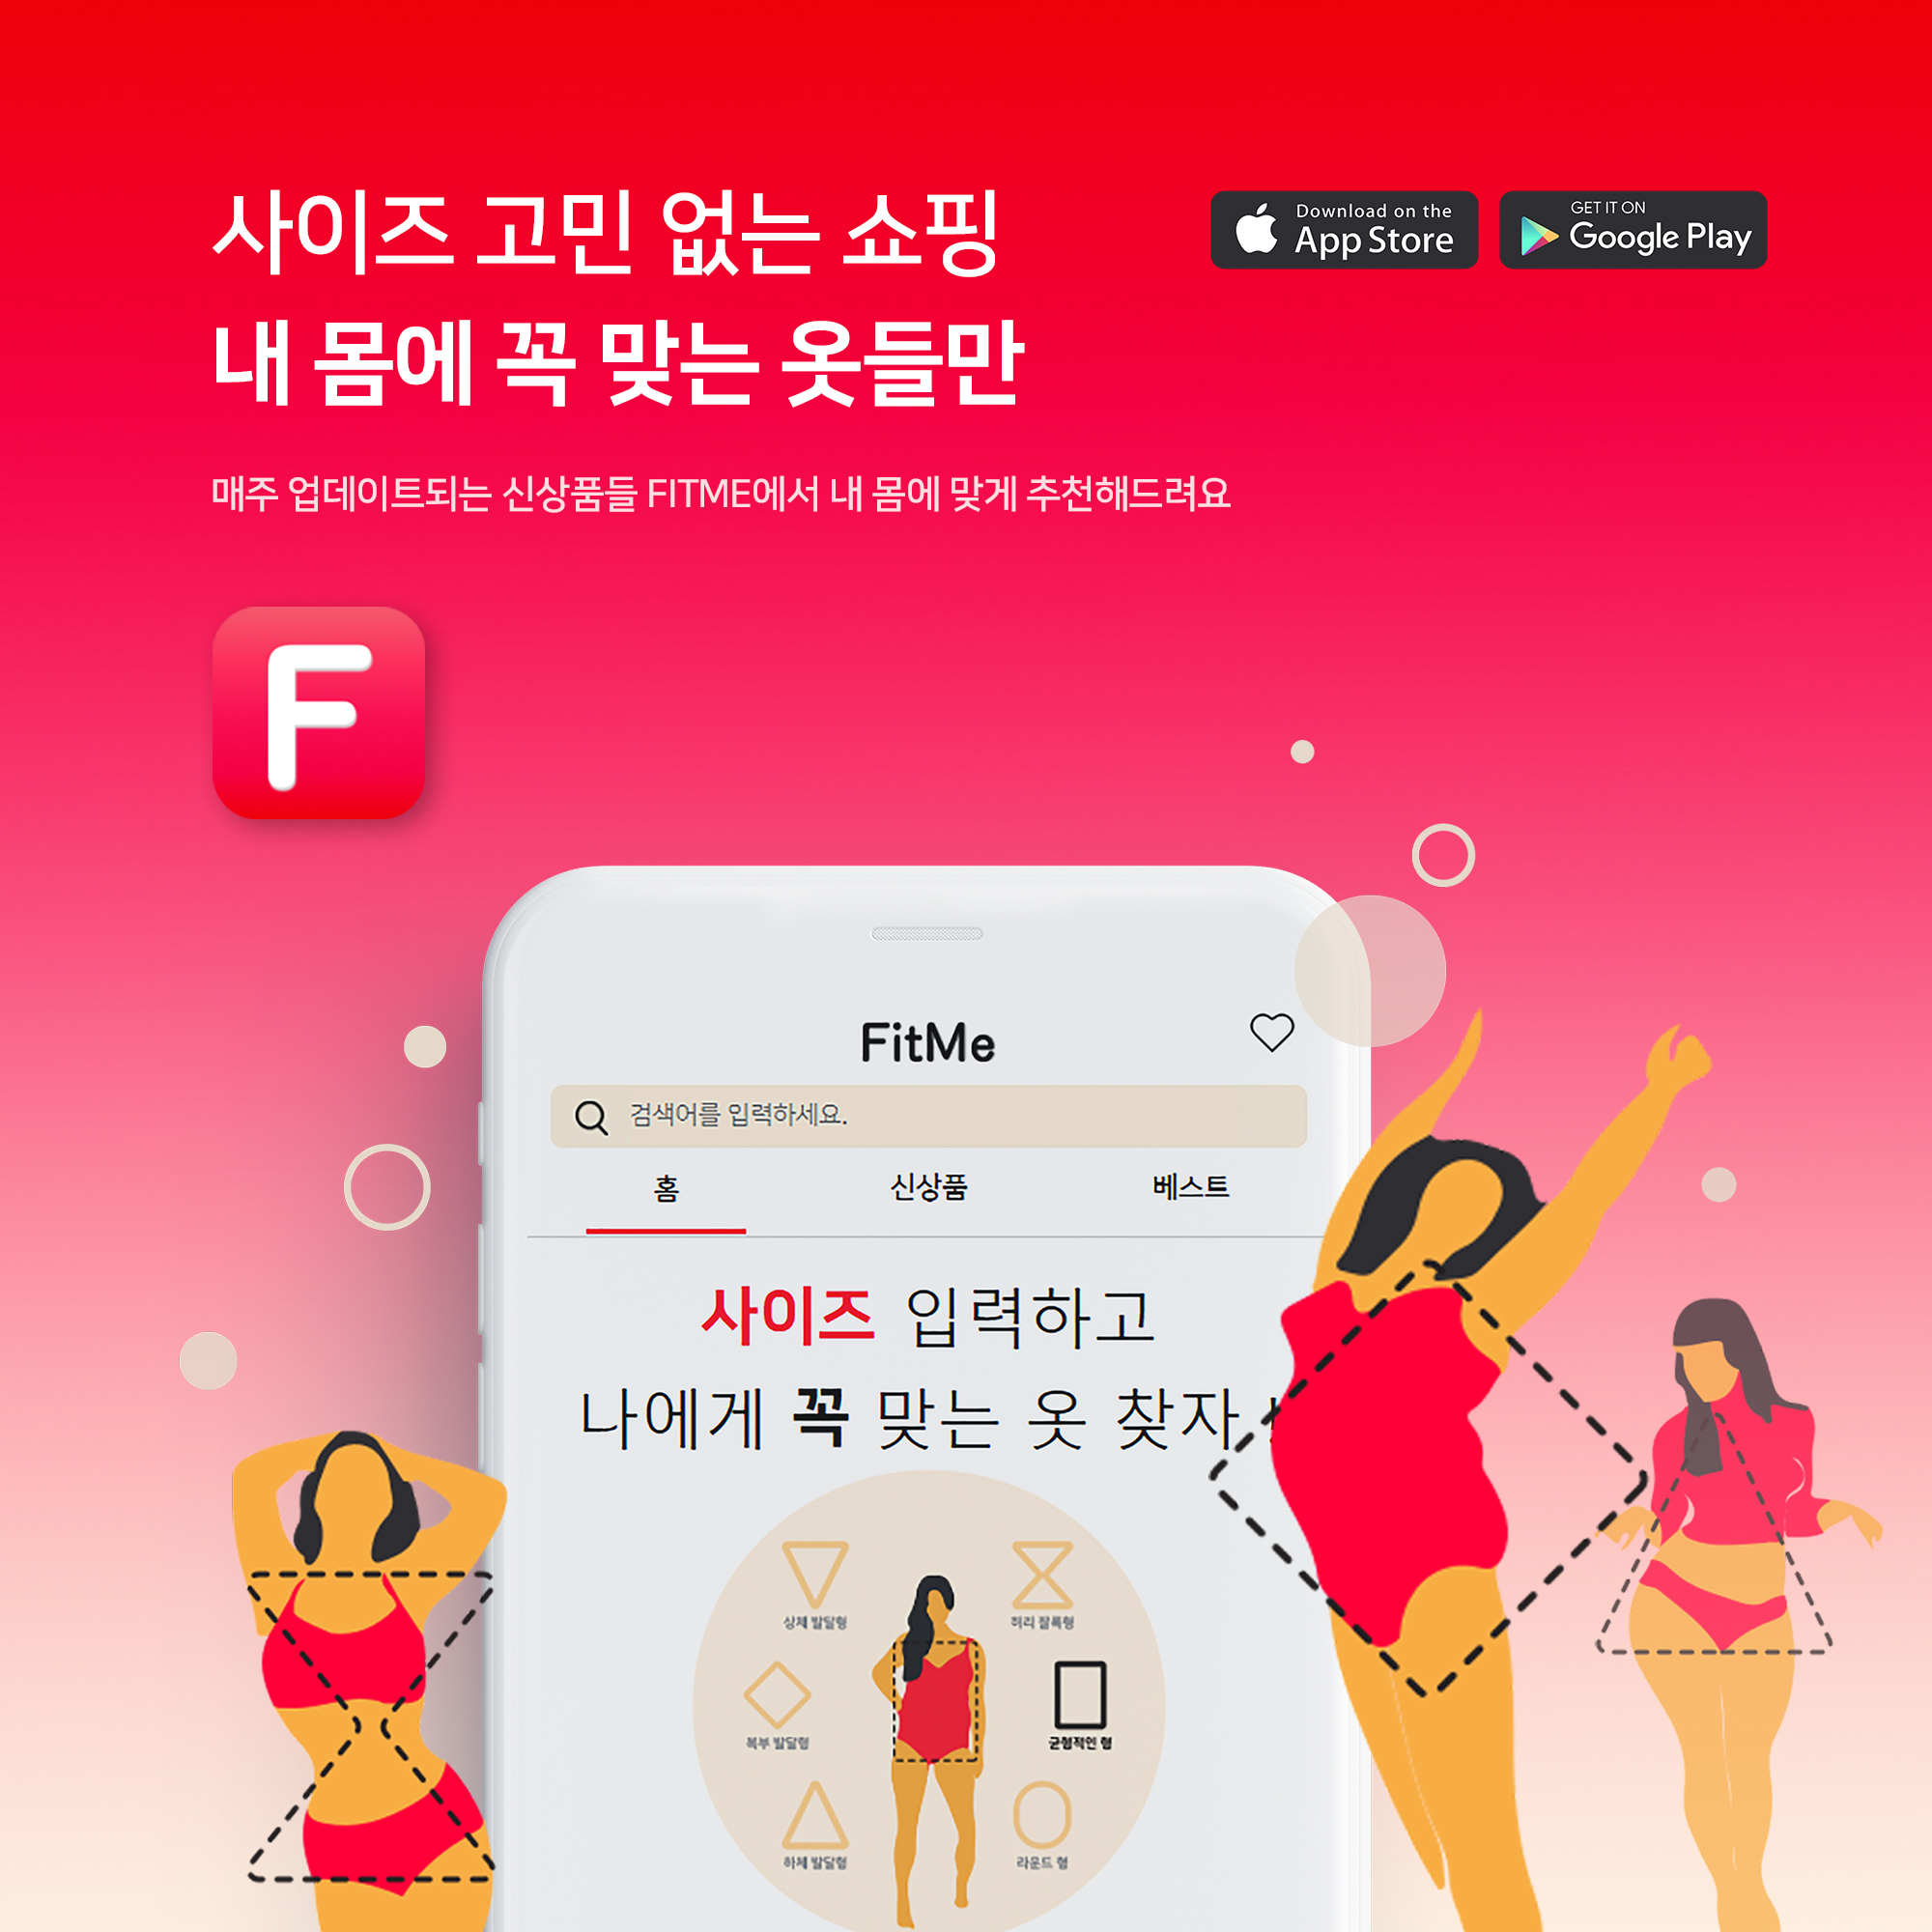 사이즈 고민 없는 쇼핑
내 몸에 꼭 맞는 옷들만
매주 업데이트되는 신상품들 FITME에서 내 몸에 맞게 추천해드려요
Download on the
App Store
GET IT ON
Google Play
F
FitMe
검색어를 입력하세요.
홈 신상품 베스트
사이즈 입력하고
나에게 꼭 맞는 옷 찾자 !
상체 발달형
허리 잘록형
복부 발달형
균형적인 형
하체 발달형
라운드 형